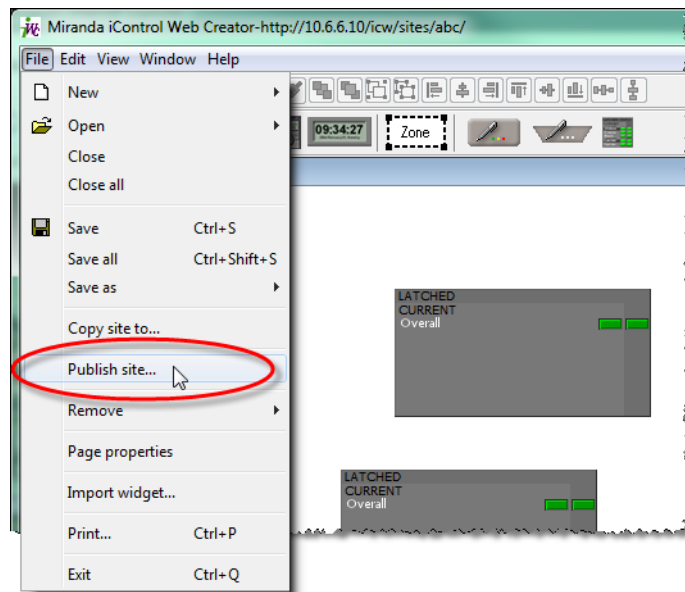 Miranda iControl Web Creator-http://10.6.6.10/icw/sites/abc/
File Edit View Window Help
New
Open
09:34:27
Zone
Close
Close all
Save Ctrl+S
Save all Ctrl+Shift+S
Save as
LATCHED
CURRENT
Overall
Copy site to...
Publish site...
Remove
Page properties
LATCHED
CURRENT
Overall
Import widget...
Print... Ctrl+P
Exit Ctrl+Q